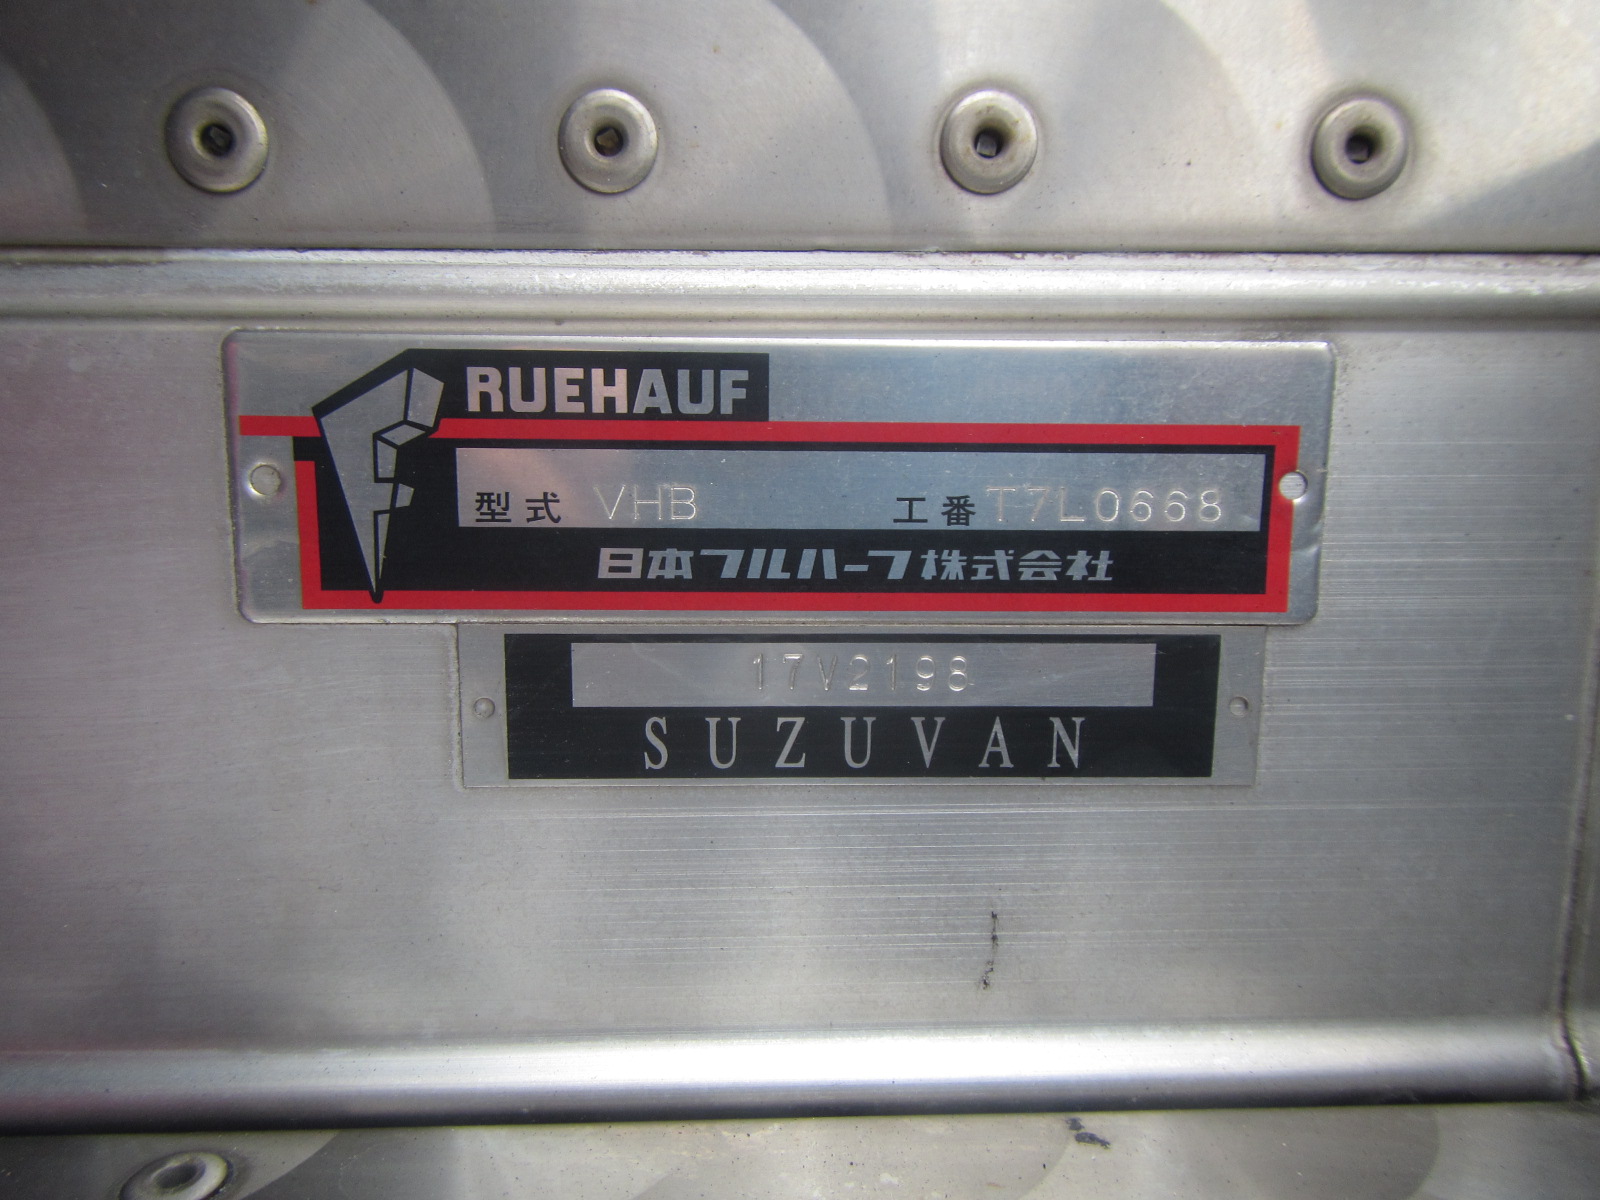 RUEHAUF
型式 VHB 工番 T7L0668
日本フルハーフ株式会社
17V2198
SUZUVAN